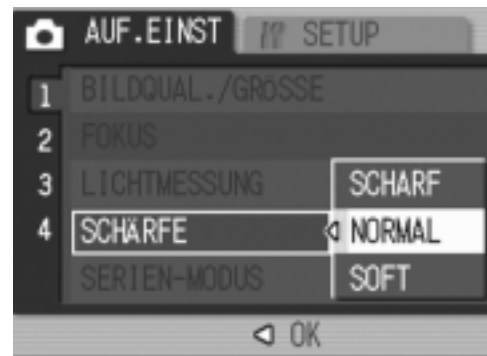 AUF.EINST SETUP
1 BILDQUAL./GRÖSSE
2 FOKUS
3 LICHTMESSUNG SCHARF
4 SCHÄRFE NORMAL
SERIEN-MODUS SOFT
OK